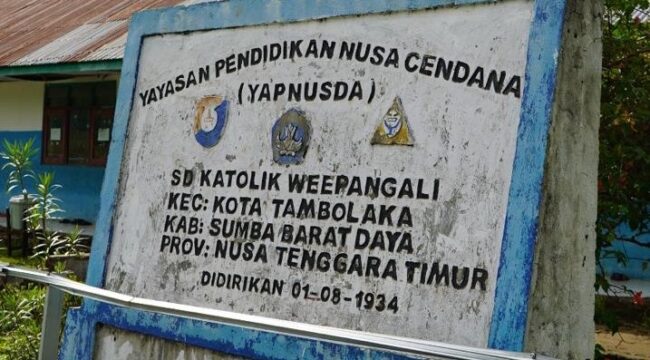 YAYASAN PENDIDIKAN NUSA CENDANA
(YAPNUSDA)
SD KATOLIK WEEPANGALI
KEC: KOTA TAMBOLAKA
KAB: SUMBA BARAT DAYA
PROV: NUSA TENGGARA TIMUR
DIDIRIKAN 01-08-1934